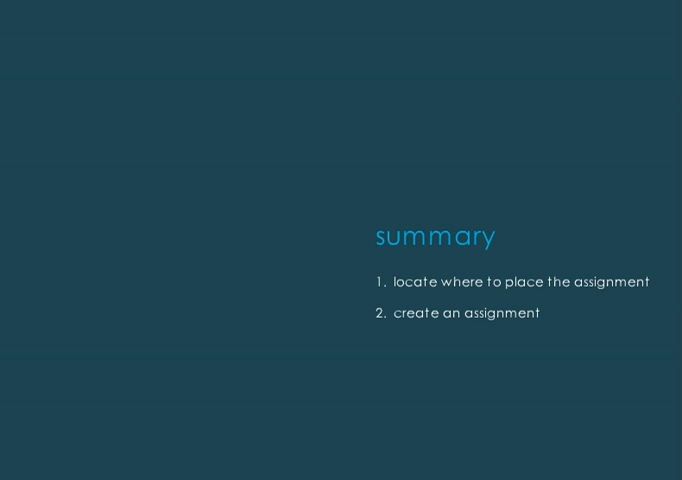 summary
1. locate where to place the assignment
2. create an assignment